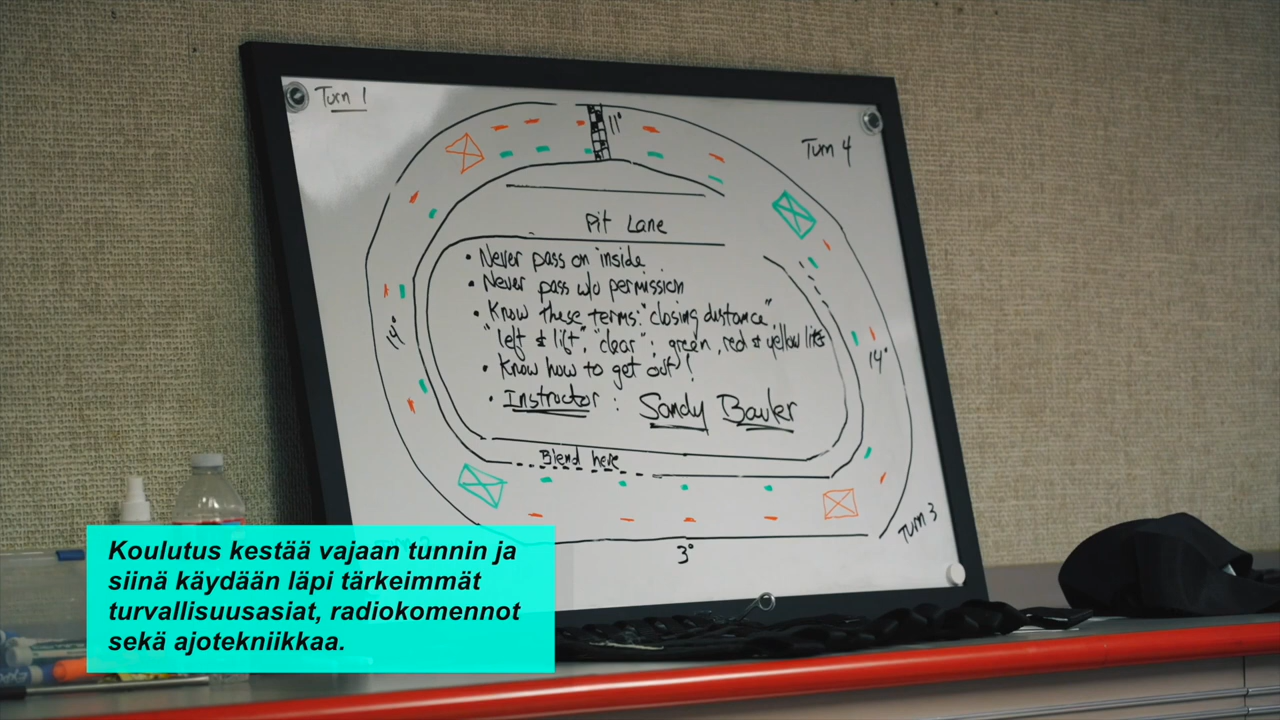 Turn 1
11°
Turn 4
Pit Lane
• Never pass on inside
• Never pass w/o permission
• Know these terms: "closing distance"
"left & lift", "clear"; green, red & yellow lites
• Know how to get out!
• Instructor: Sandy Bauler
14°
14°
Blend here
Turn 3
3°
Koulutus kestää vajaan tunnin ja
siinä käydään läpi tärkeimmät
turvallisuusasiat, radiokomennot
sekä ajotekniikkaa.